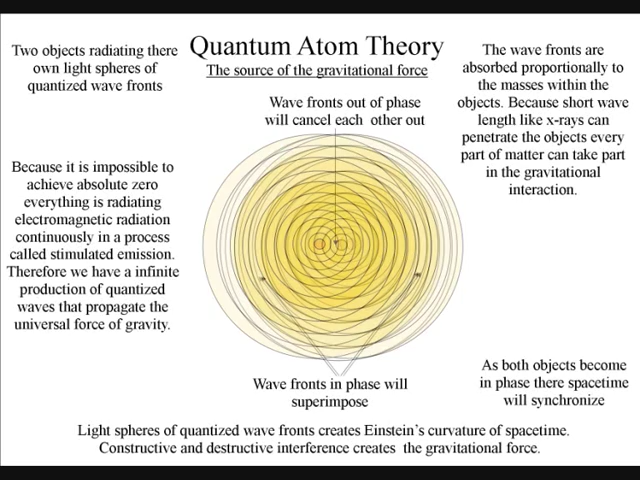 Quantum Atom Theory
The source of the gravitational force
Two objects radiating there
own light spheres of
quantized wave fronts
Wave fronts out of phase
will cancel each other out
The wave fronts are
absorbed proportionally to
the masses within the
objects. Because short wave
length like x-rays can
penetrate the objects every
part of matter can take part
in the gravitational
interaction.
Because it is impossible to
achieve absolute zero
everything is radiating
electromagnetic radiation
continuously in a process
called stimulated emission.
Therefore we have a infinite
production of quantized
waves that propagate the
universal force of gravity.
Wave fronts in phase will
superimpose
As both objects become
in phase there spacetime
will synchronize
Light spheres of quantized wave fronts creates Einstein's curvature of spacetime.
Constructive and destructive interference creates the gravitational force.